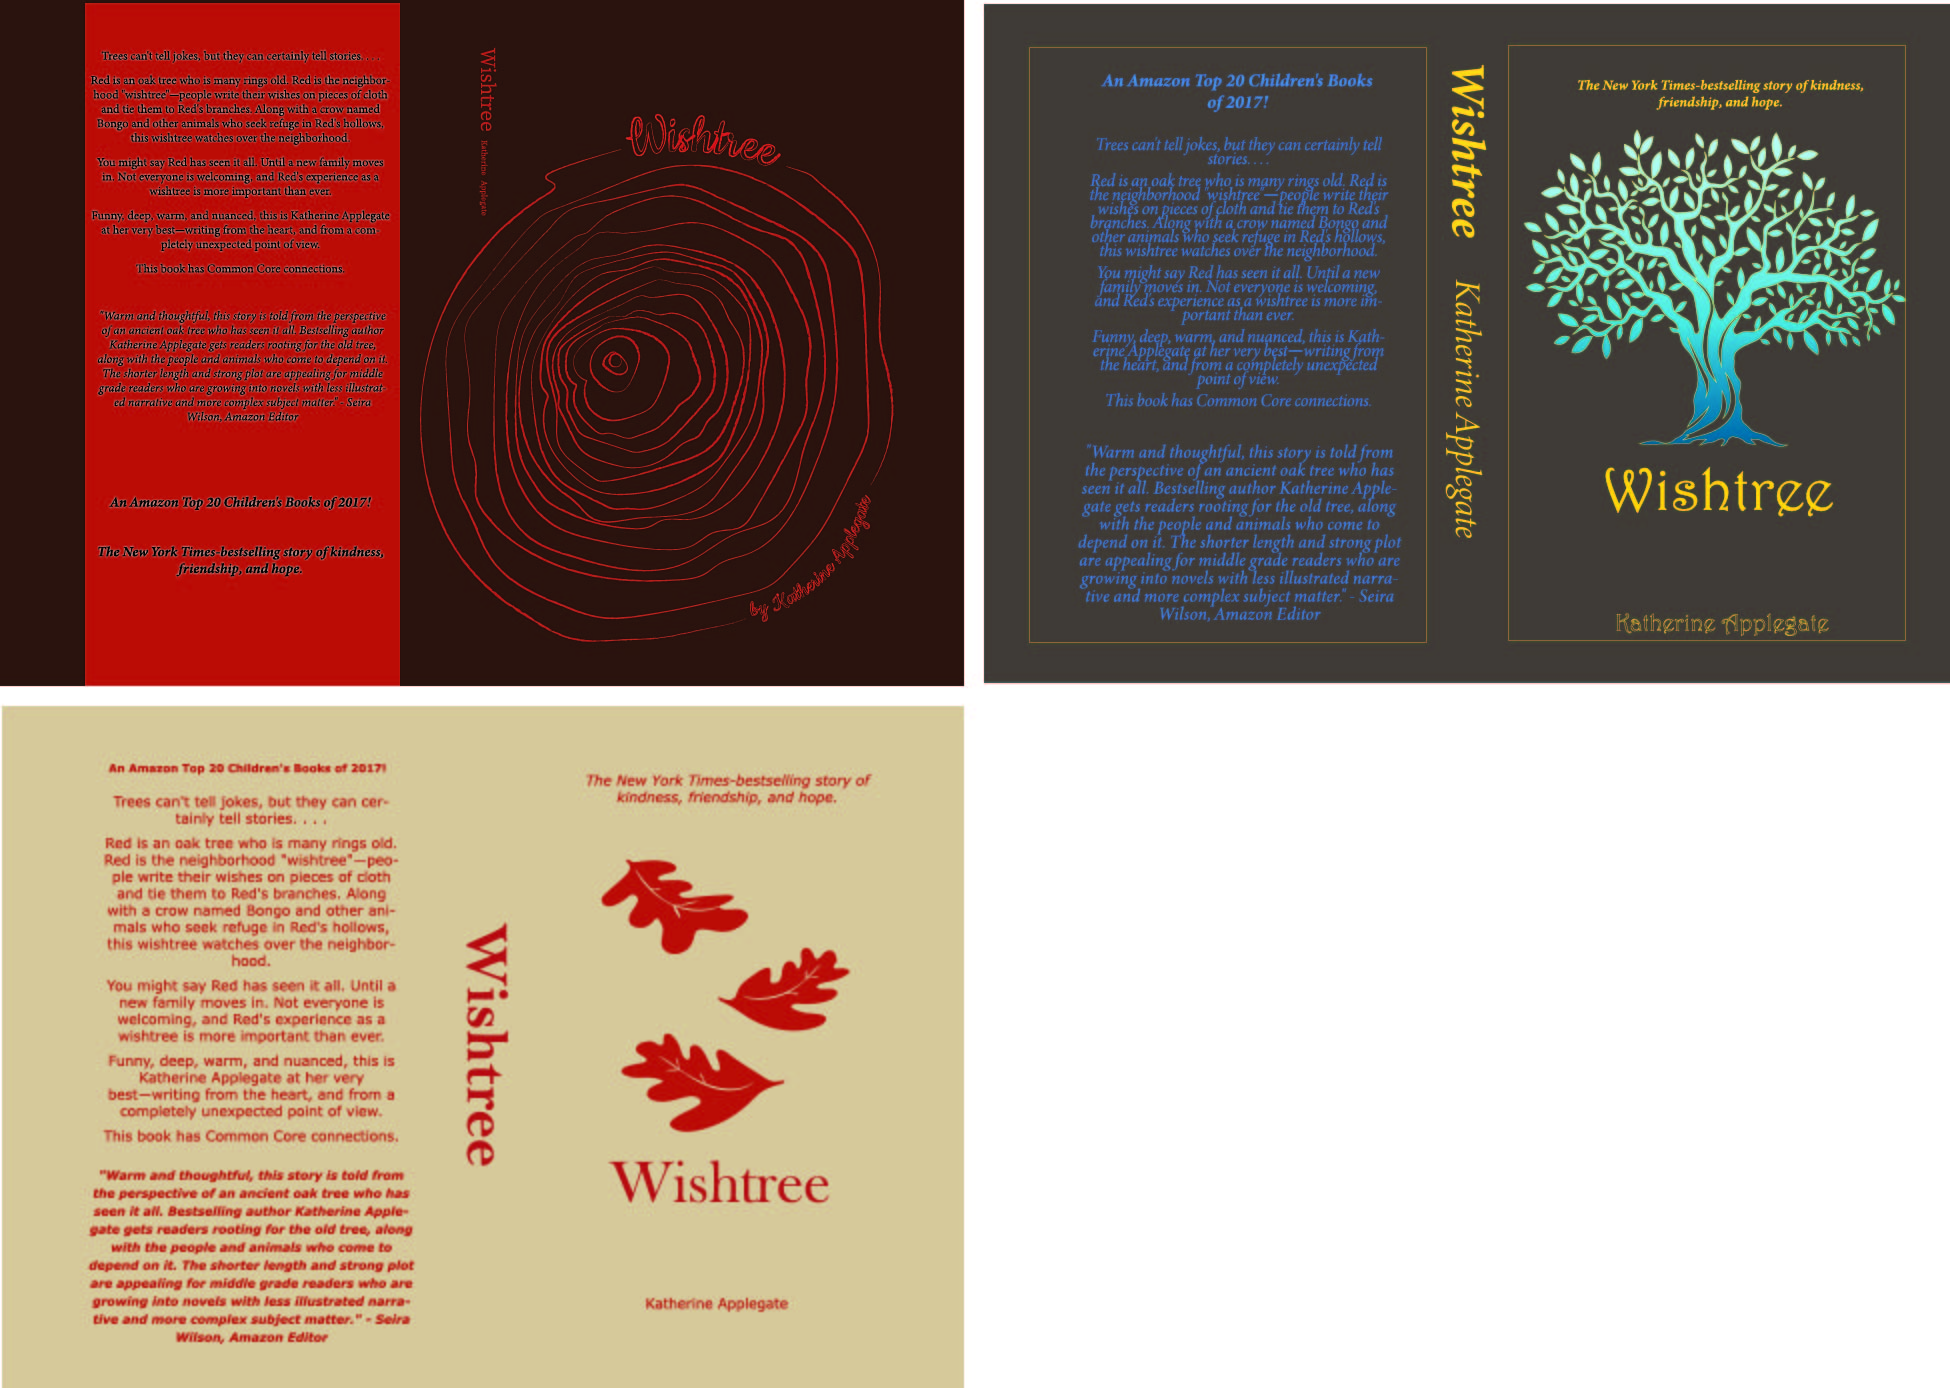 Trees can't tell jokes, but they can certainly tell stories. . . .
Red is an oak tree who is many rings old. Red is the neighbor-
hood "wishtree"—people write their wishes on pieces of cloth
and tie them to Red's branches. Along with a crow named
Bongo and other animals who seek refuge in Red's hollows,
this wishtree watches over the neighborhood.
You might say Red has seen it all. Until a new family moves
in. Not everyone is welcoming, and Red's experience as a
wishtree is more important than ever.
Funny, deep, warm, and nuanced, this is Katherine Applegate
at her very best—writing from the heart, and from a com-
pletely unexpected point of view.
This book has Common Core connections.
"Warm and thoughtful, this story is told from the perspective
of an ancient oak tree who has seen it all. Bestselling author
Katherine Applegate gets readers rooting for the old tree,
along with the people and animals who come to depend on it.
The shorter length and strong plot are appealing for middle
grade readers who are growing into novels with less illustrat-
ed narrative and more complex subject matter." - Seira
Wilson, Amazon Editor
An Amazon Top 20 Children's Books of 2017!
The New York Times-bestselling story of kindness,
friendship, and hope.
Wishtree Katherine Applegate
Wishtree
by Katherine Applegate
An Amazon Top 20 Children's Books
of 2017!
Trees can't tell jokes, but they can certainly tell
stories. . . .
Red is an oak tree who is many rings old. Red is
the neighborhood "wishtree"—people write their
wishes on pieces of cloth and tie them to Red's
branches. Along with a crow named Bongo and
other animals who seek refuge in Red's hollows,
this wishtree watches over the neighborhood.
You might say Red has seen it all. Until a new
family moves in. Not everyone is welcoming,
and Red's experience as a wishtree is more im-
portant than ever.
Funny, deep, warm, and nuanced, this is Kath-
erine Applegate at her very best—writing from
the heart, and from a completely unexpected
point of view.
This book has Common Core connections.
"Warm and thoughtful, this story is told from
the perspective of an ancient oak tree who has
seen it all. Bestselling author Katherine Apple-
gate gets readers rooting for the old tree, along
with the people and animals who come to
depend on it. The shorter length and strong plot
are appealing for middle grade readers who are
growing into novels with less illustrated narra-
tive and more complex subject matter." - Seira
Wilson, Amazon Editor
Wishtree Katherine Applegate
The New York Times-bestselling story of kindness,
friendship, and hope.
Wishtree
Katherine Applegate
An Amazon Top 20 Children's Books of 2017!
Trees can't tell jokes, but they can cer-
tainly tell stories. . . .
Red is an oak tree who is many rings old.
Red is the neighborhood "wishtree"—peo-
ple write their wishes on pieces of cloth
and tie them to Red's branches. Along
with a crow named Bongo and other ani-
mals who seek refuge in Red's hollows,
this wishtree watches over the neighbor-
hood.
You might say Red has seen it all. Until a
new family moves in. Not everyone is
welcoming, and Red's experience as a
wishtree is more important than ever.
Funny, deep, warm, and nuanced, this is
Katherine Applegate at her very
best—writing from the heart, and from a
completely unexpected point of view.
This book has Common Core connections.
"Warm and thoughtful, this story is told from
the perspective of an ancient oak tree who has
seen it all. Bestselling author Katherine Apple-
gate gets readers rooting for the old tree, along
with the people and animals who come to
depend on it. The shorter length and strong plot
are appealing for middle grade readers who are
growing into novels with less illustrated narra-
tive and more complex subject matter." - Seira
Wilson, Amazon Editor
Wishtree
The New York Times-bestselling story of
kindness, friendship, and hope.
Wishtree
Katherine Applegate